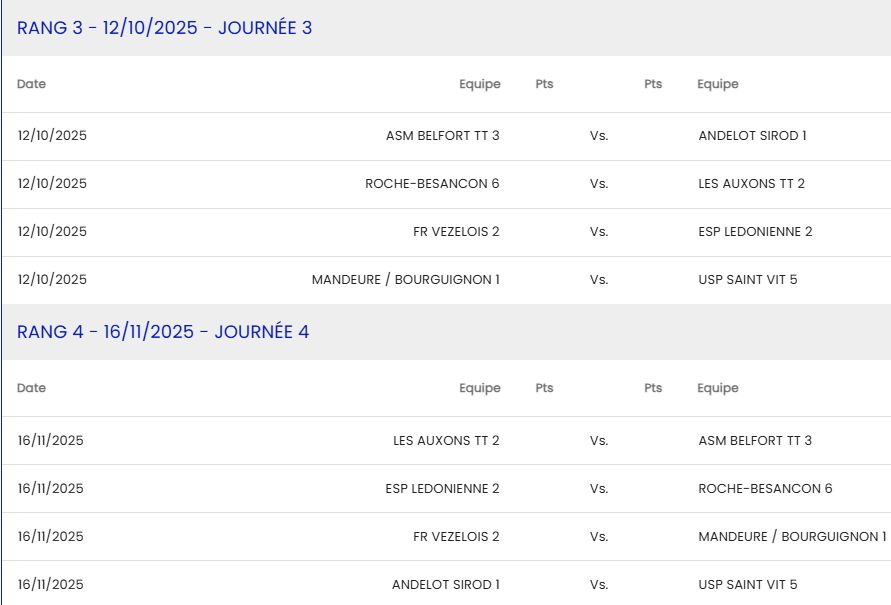 RANG 3 - 12/10/2025 - JOURNÉE 3
Date Equipe Pts Pts Equipe
12/10/2025 ASM BELFORT TT 3 Vs. ANDELOT SIROD 1
12/10/2025 ROCHE-BESANCON 6 Vs. LES AUXONS TT 2
12/10/2025 FR VEZELOIS 2 Vs. ESP LEDONIENNE 2
12/10/2025 MANDEURE / BOURGUIGNON 1 Vs. USP SAINT VIT 5
RANG 4 - 16/11/2025 - JOURNÉE 4
Date Equipe Pts Pts Equipe
16/11/2025 LES AUXONS TT 2 Vs. ASM BELFORT TT 3
16/11/2025 ESP LEDONIENNE 2 Vs. ROCHE-BESANCON 6
16/11/2025 FR VEZELOIS 2 Vs. MANDEURE / BOURGUIGNON 1
16/11/2025 ANDELOT SIROD 1 Vs. USP SAINT VIT 5